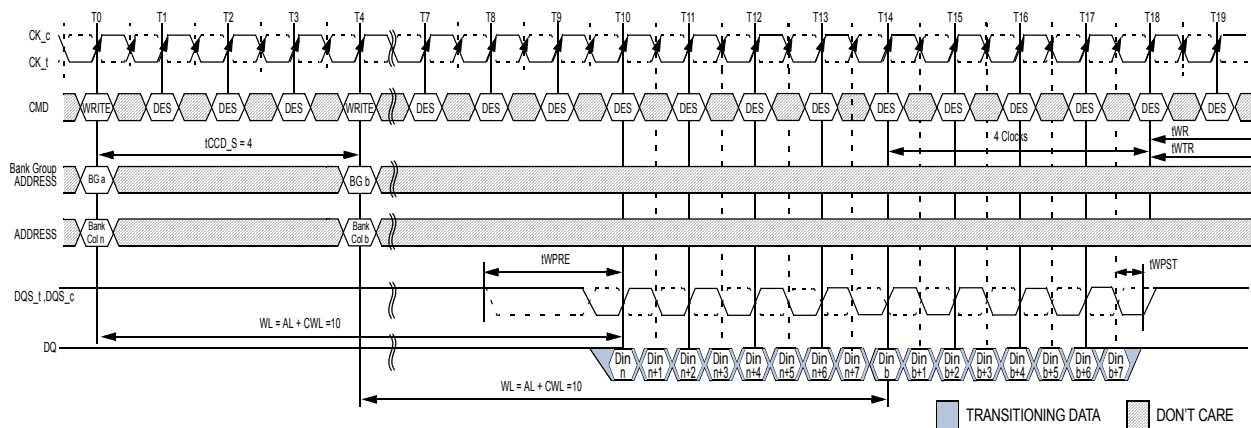 T0 T1 T2 T3 T4 T7 T8 T9 T10 T11 T12 T13 T14 T15 T16 T17 T18 T19
CK_c
CK_t
CMD WRITE DES DES DES WRITE DES DES DES DES DES DES DES DES DES DES DES DES DES
tCCD_S = 4
4 Clocks
tWR
tWTR
Bank Group
ADDRESS
BG a
BG b
ADDRESS
Bank
Col n
Bank
Col b
tWPRE
tWPST
DQS_t ,DQS_c
WL = AL + CWL =10
DQ
Din
n
Din
n+1
Din
n+2
Din
n+3
Din
n+4
Din
n+5
Din
n+6
Din
n+7
Din
b
Din
b+1
Din
b+2
Din
b+3
Din
b+4
Din
b+5
Din
b+6
Din
b+7
WL = AL + CWL =10
TRANSITIONING DATA
DON'T CARE